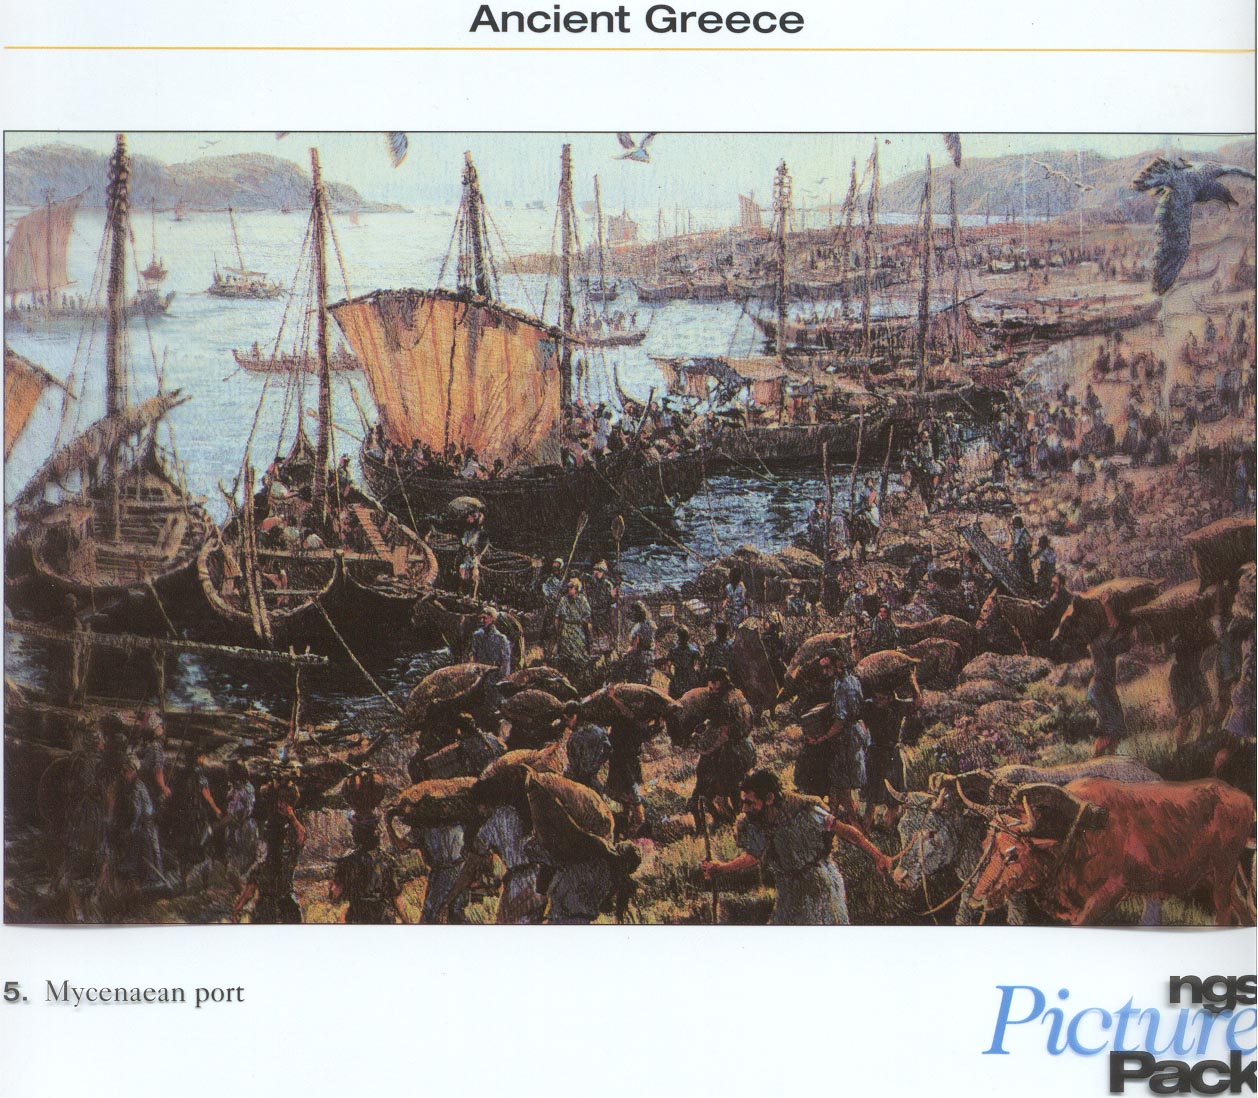 Ancient Greece
5. Mycenaean port
ngs
Picture
Pack